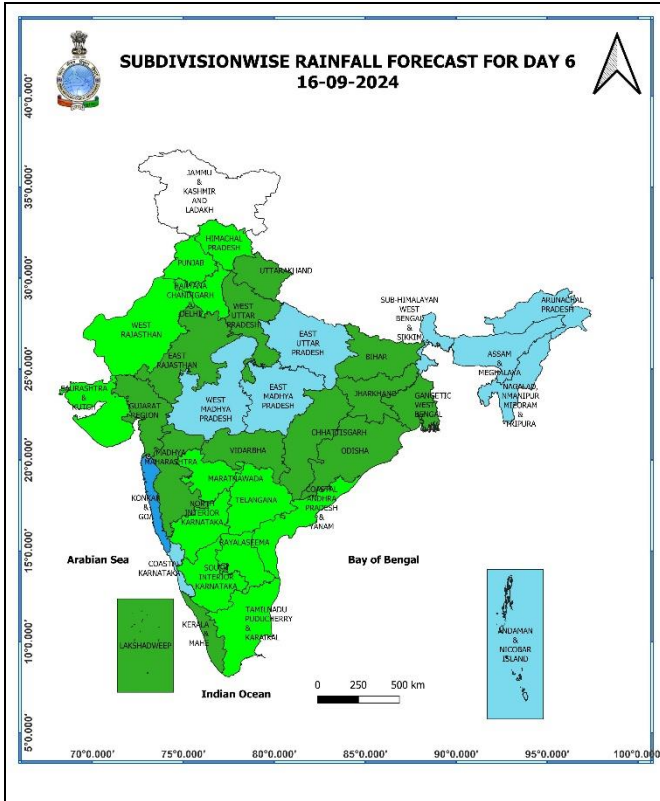 SUBDIVISIONWISE RAINFALL FORECAST FOR DAY 6
16-09-2024
40°0.000'
35°0.000'
30°0.000'
25°0.000'
20°0.000'
15°0.000'
10°0.000'
5°0.000'
JAMMU
&
KASHMIR
AND
LADAKH
HIMACHAL
PRADESH
PUNJAB
UTTARAKHAND
CHANDIGARH
&
DELHI
WEST
UTTAR
PRADESH
WEST
RAJASTHAN
EAST
RAJASTHAN
EAST
UTTAR
PRADESH
SUB-HIMALAYAN
WEST
BENGAL
&
SIKKIM
ARUNACHAL
PRADESH
ASSAM
&
MEGHALAYA
NAGALAD,
NMANIPUR
MIZORAM
&
TRIPURA
BIHAR
SAURASHTRA
&
KUTCH
GUJARAT
REGION
WEST
MADHYA
PRADESH
EAST
MADHYA
PRADESH
JHARKHAND
GANGETIC
WEST
BENGAL
CHHATTISGARH
ODISHA
VIDARBHA
MADHYA
MAHARASHTRA
MARATHWADA
TELANGANA
COASTAL
ANDHRA
PRADESH
&
YANAM
KONKAN
&
GOA
NORTH
INTERIOR
KARNATAKA
RAYALASEEMA
Arabian Sea
Bay of Bengal
COASTAL
KARNATAKA
SOUTH
INTERIOR
KARNATAKA
TAMILNADU
PUDUCHERRY
&
KARAIKAL
KERALA
&
MAHE
LAKSHADWEEP
ANDAMAN
&
NICOBAR
ISLAND
Indian Ocean
0 250 500 km
70°0.000' 75°0.000' 80°0.000' 85°0.000' 90°0.000' 95°0.000' 100°0.000'